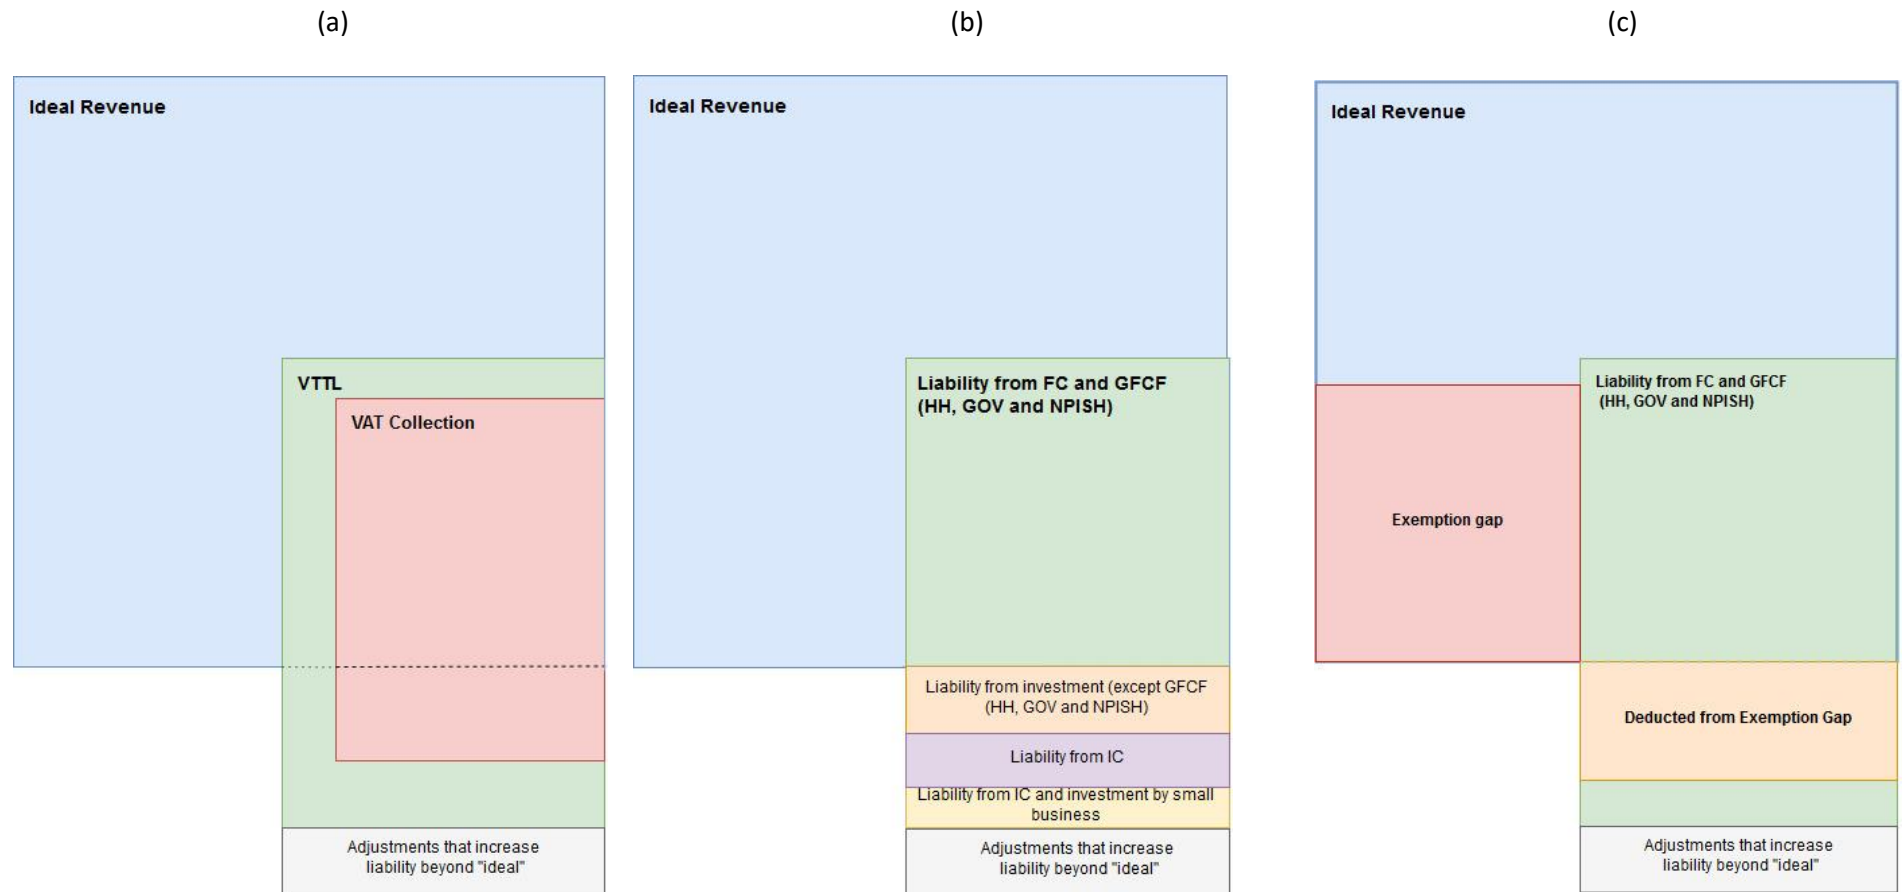 (a)
Ideal Revenue
VTTL
VAT Collection
Adjustments that increase
liability beyond "ideal"
(b)
Ideal Revenue
Liability from FC and GFCF
(HH, GOV and NPISH)
Liability from investment (except GFCF
(HH, GOV and NPISH)
Liability from IC
Liability from IC and investment by small
business
Adjustments that increase
liability beyond "ideal"
(c)
Ideal Revenue
Liability from FC and GFCF
(HH, GOV and NPISH)
Exemption gap
Deducted from Exemption Gap
Adjustments that increase
liability beyond "ideal"